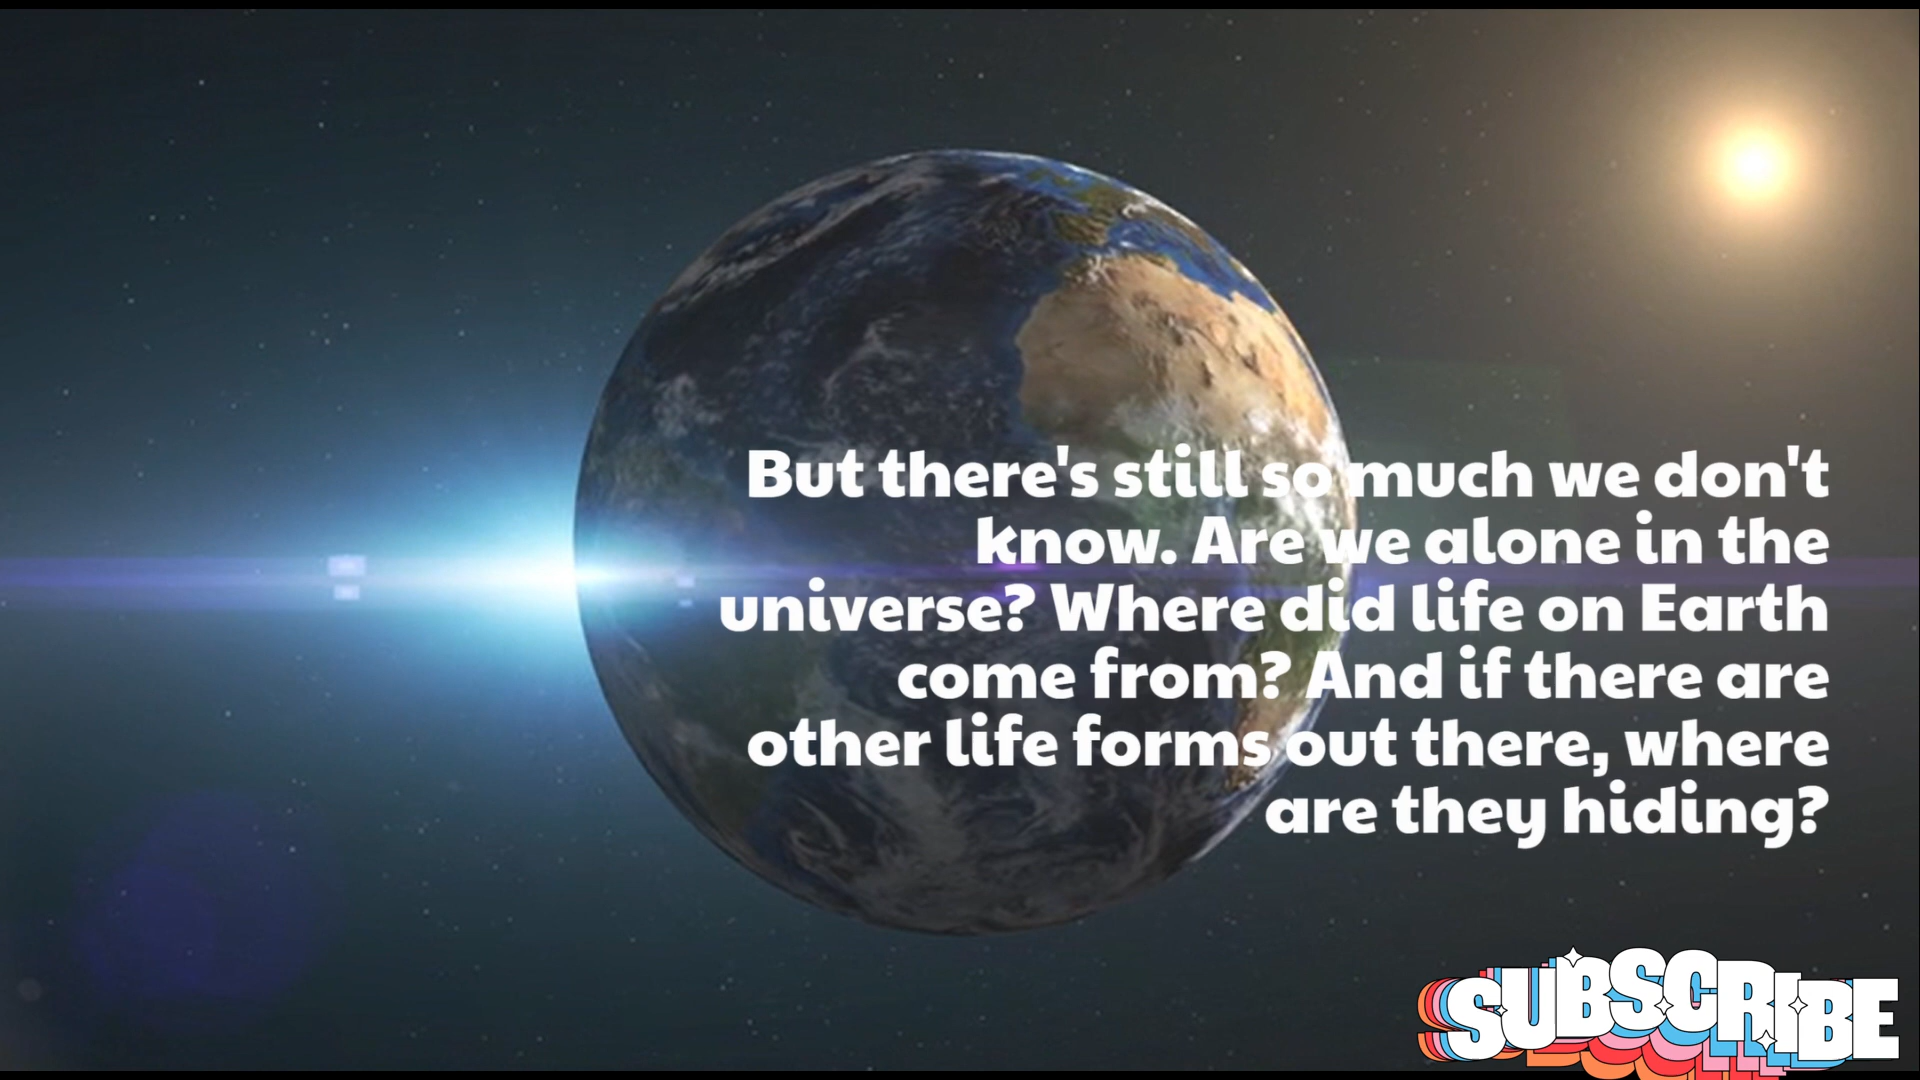 But there's still so much we don't
know. Are we alone in the
universe? Where did life on Earth
come from? And if there are
other life forms out there, where
are they hiding?
SUBSCRIBE